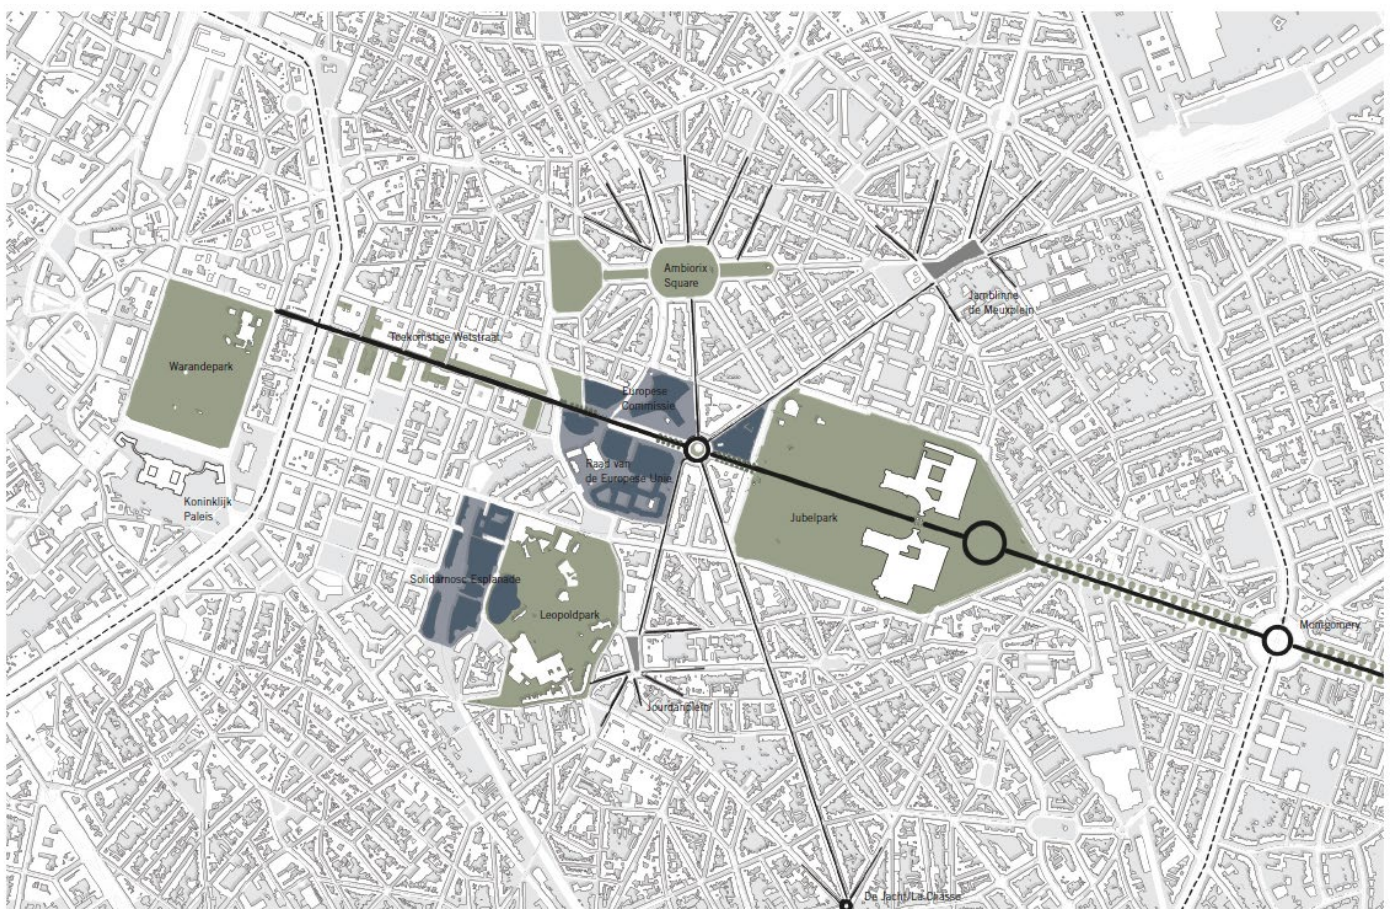 Ambiorix
Square
Jamblinne
de Meuxplein
Toekomstige Wetstraat
Warandepark
Europese
Commissie
Raad van
de Europese Unie
Koninklijk
Paleis
Jubelpark
Solidarnosc Esplanade
Leopoldpark
Montgomery
Jourdanplein
De Jacht/La Chasse